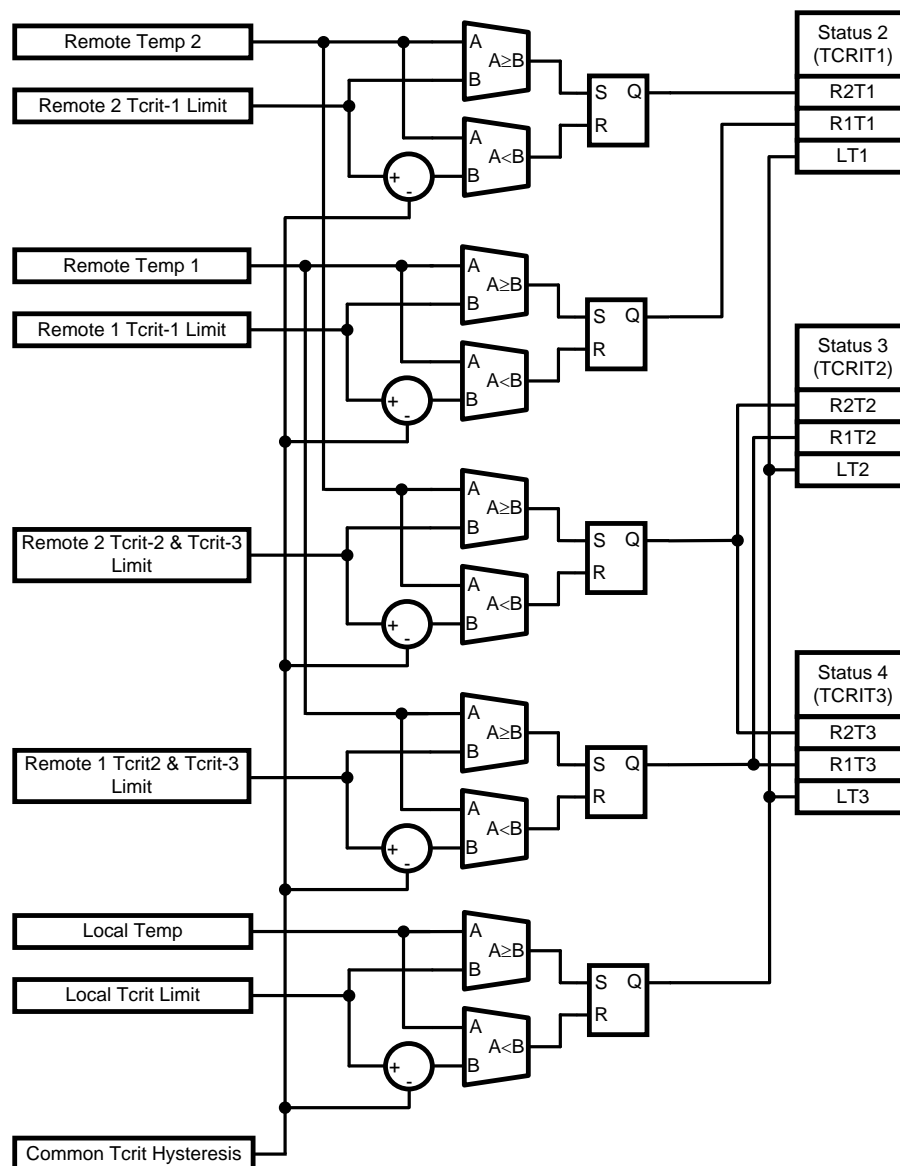 Remote Temp 2
Remote 2 Tcrit-1 Limit
A
B
A≥B
A
B
A<B
+
-
S
R
Q
Status 2
(TCRIT1)
R2T1
R1T1
LT1
Remote Temp 1
Remote 1 Tcrit-1 Limit
A
B
A≥B
A
B
A<B
+
-
S
R
Q
Status 3
(TCRIT2)
R2T2
R1T2
LT2
Remote 2 Tcrit-2 & Tcrit-3
Limit
A
B
A≥B
A
B
A<B
+
-
S
R
Q
Status 4
(TCRIT3)
R2T3
R1T3
LT3
Remote 1 Tcrit2 & Tcrit-3
Limit
A
B
A≥B
A
B
A<B
+
-
S
R
Q
Local Temp
Local Tcrit Limit
A
B
A≥B
A
B
A<B
+
-
S
R
Q
Common Tcrit Hysteresis